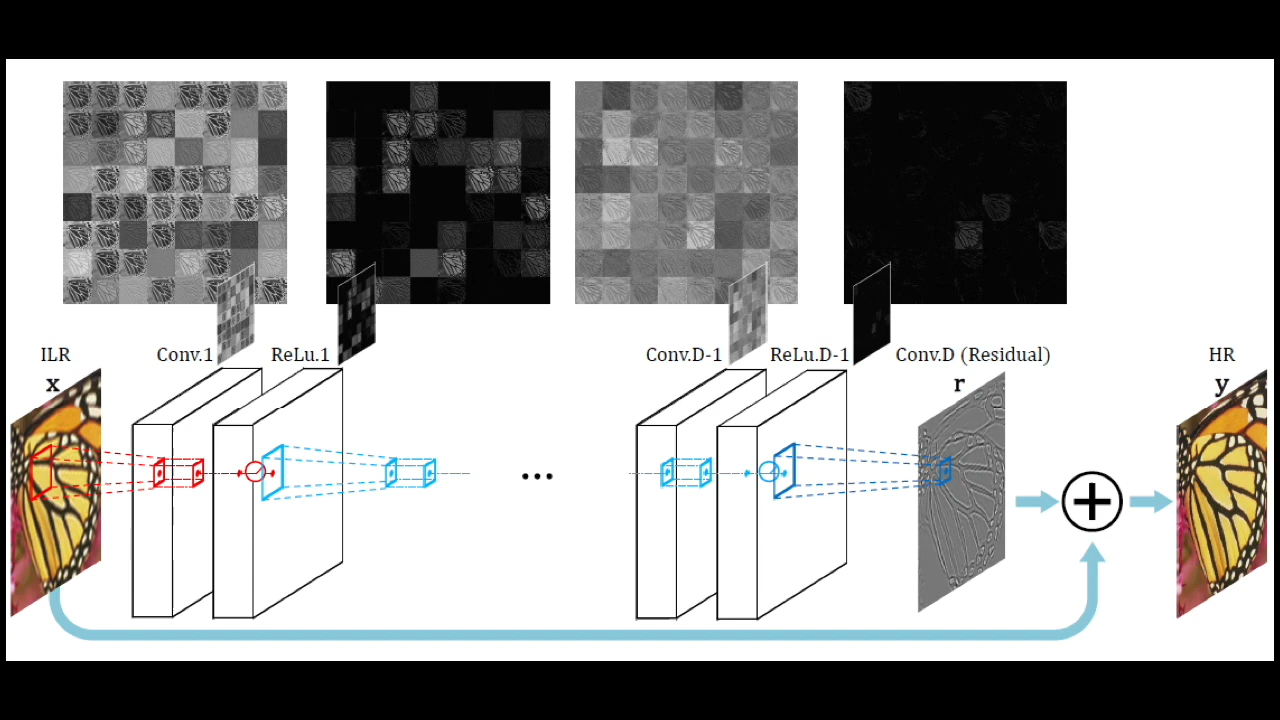 ILR
x
Conv.1
ReLu.1
...
Conv.D-1
ReLu.D-1
Conv.D (Residual)
r
HR
y